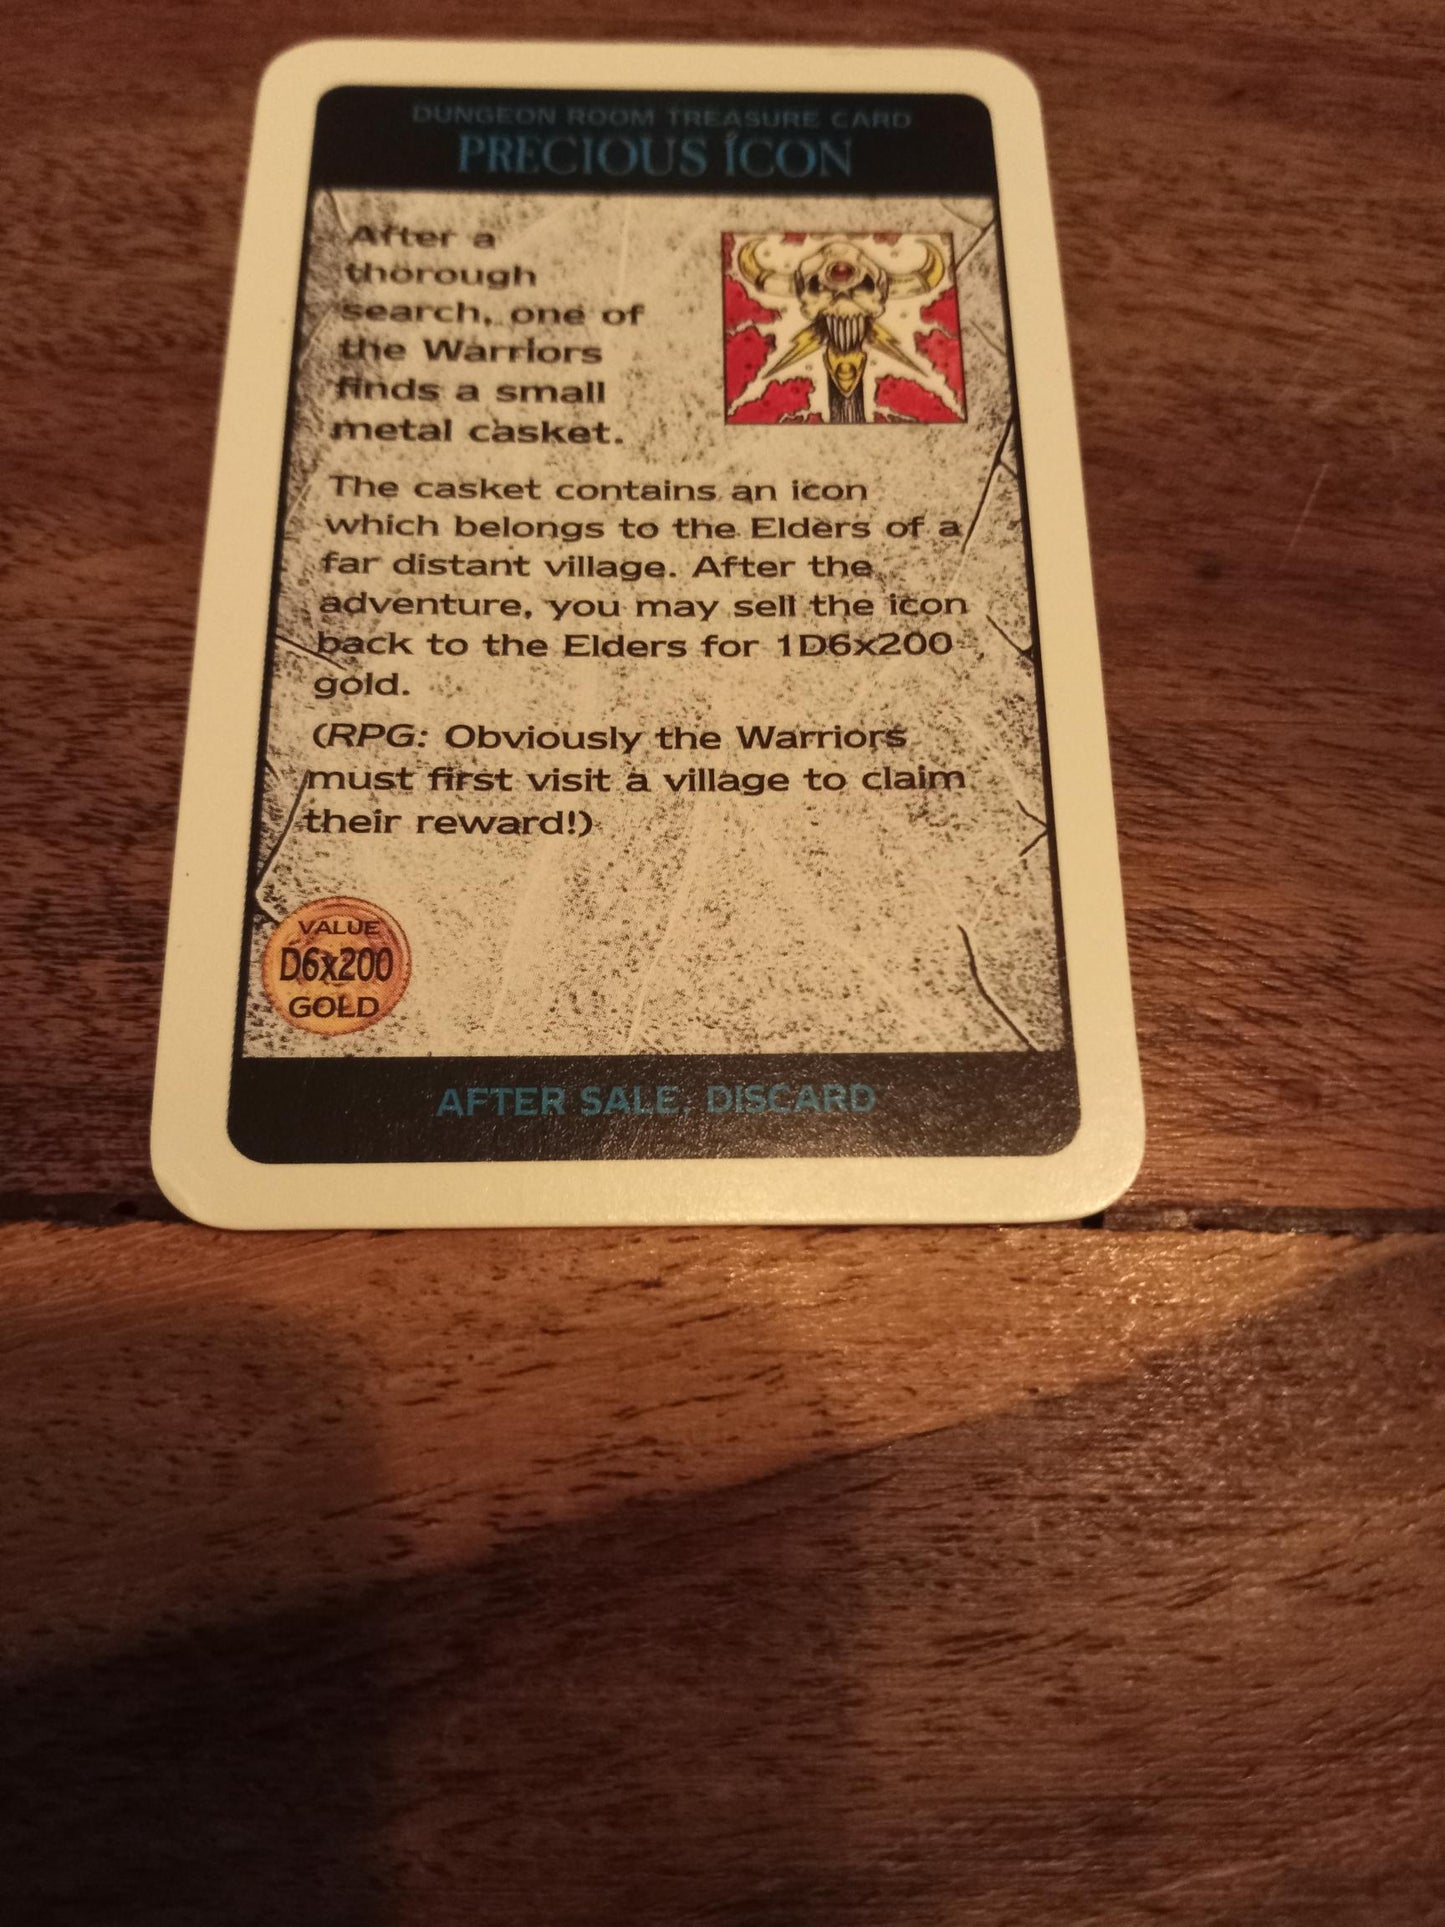 DUNGEON ROOM TREASURE CARD
PRECIOUS ICON
After a
thorough
search, one of
the Warriors
finds a small
metal casket.
The casket contains an icon
which belongs to the Elders of a
far distant village. After the
adventure, you may sell the icon
back to the Elders for 1D6x200
gold.
(RPG: Obviously the Warriors
must first visit a village to claim
their reward!)
VALUE
D6x200
GOLD
AFTER SALE, DISCARD